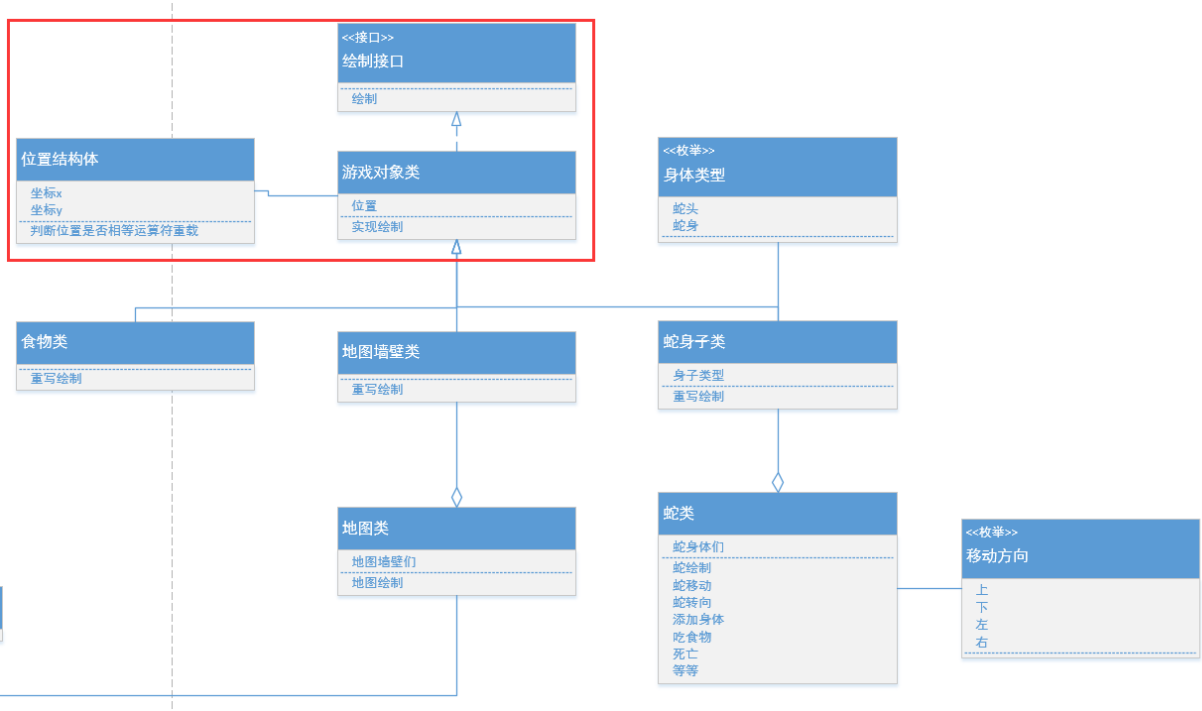 <<接口>>
绘制接口
绘制
位置结构体
坐标x
坐标y
判断位置是否相等运算符重载
游戏对象类
位置
实现绘制
<<枚举>>
身体类型
蛇头
蛇身
食物类
重写绘制
地图墙壁类
重写绘制
蛇身子类
身子类型
重写绘制
地图类
地图墙壁们
地图绘制
蛇类
蛇身体们
蛇绘制
蛇移动
蛇转向
添加身体
吃食物
死亡
等等
<<枚举>>
移动方向
上
下
左
右